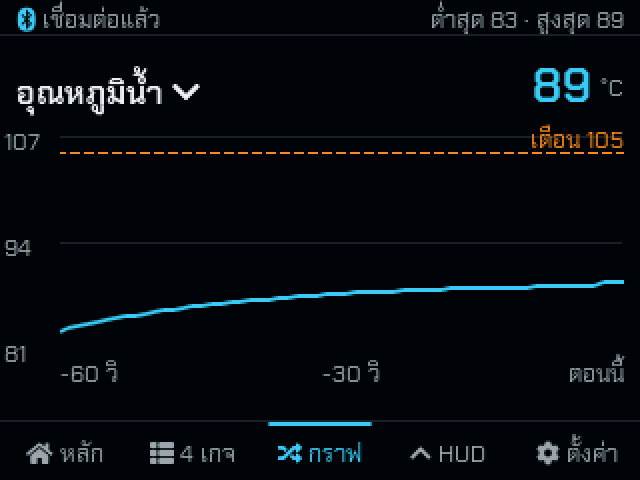 เชื่อมต่อแล้ว ต่ำสุด 83 · สูงสุด 89
อุณหภูมิน้ำ 89 °C
107 เตือน 105
94
81
-60 วิ -30 วิ ตอนนี้
หลัก 4 เกจ กราฟ HUD ตั้งค่า